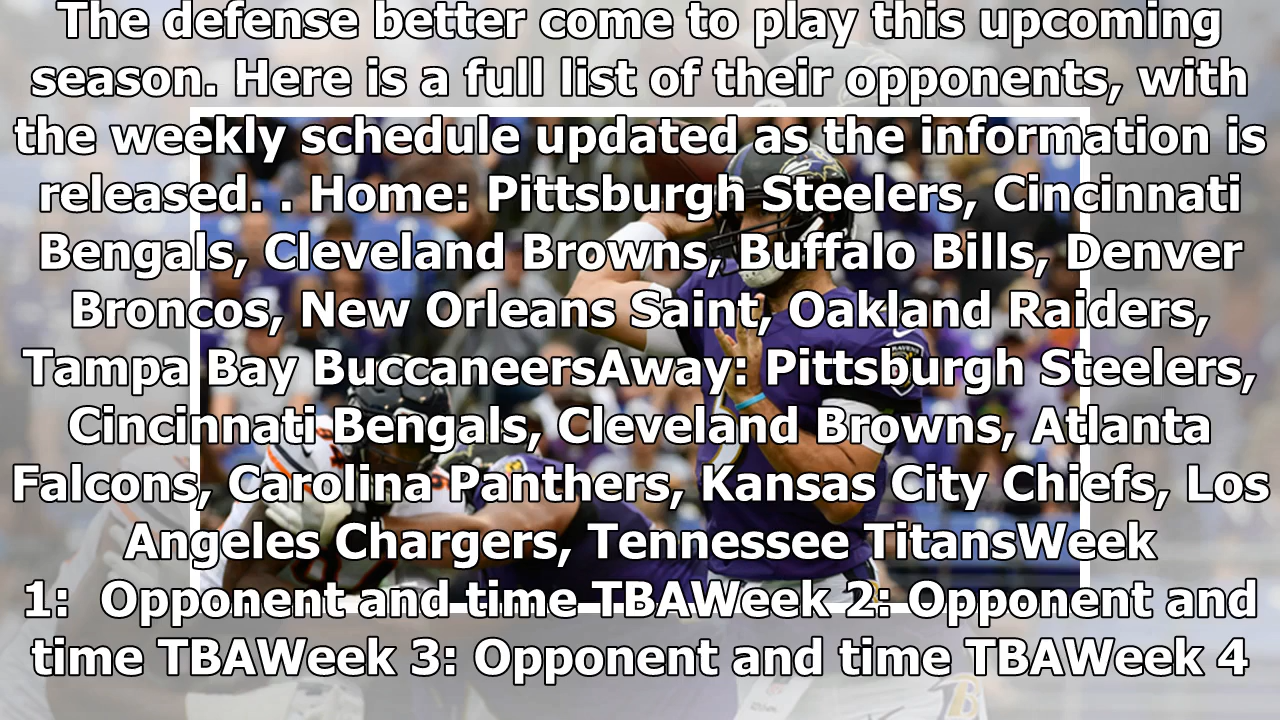 The defense better come to play this upcoming
season. Here is a full list of their opponents, with
the weekly schedule updated as the information is
released. . Home: Pittsburgh Steelers, Cincinnati
Bengals, Cleveland Browns, Buffalo Bills, Denver
Broncos, New Orleans Saint, Oakland Raiders,
Tampa Bay BuccaneersAway: Pittsburgh Steelers,
Cincinnati Bengals, Cleveland Browns, Atlanta
Falcons, Carolina Panthers, Kansas City Chiefs, Los
Angeles Chargers, Tennessee TitansWeek
1:  Opponent and time TBAWeek 2: Opponent and
time TBAWeek 3: Opponent and time TBAWeek 4
RAVENS